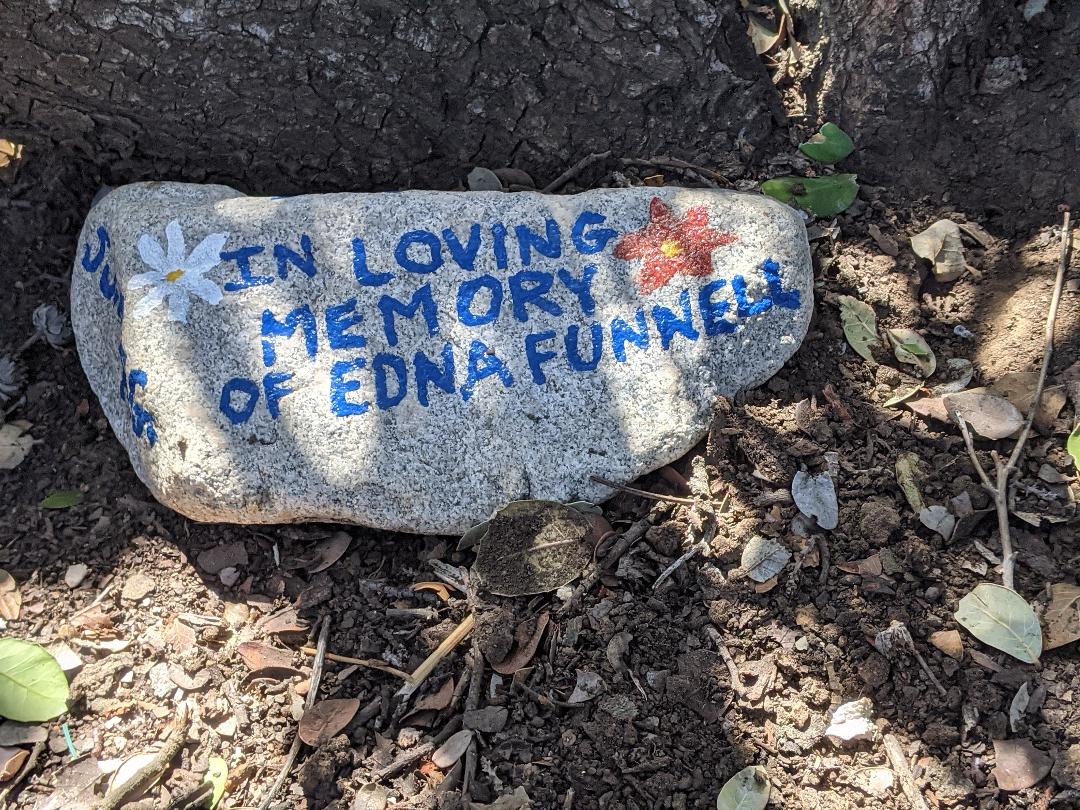 IN LOVING
MEMORY
OF EDNA FUNNELL